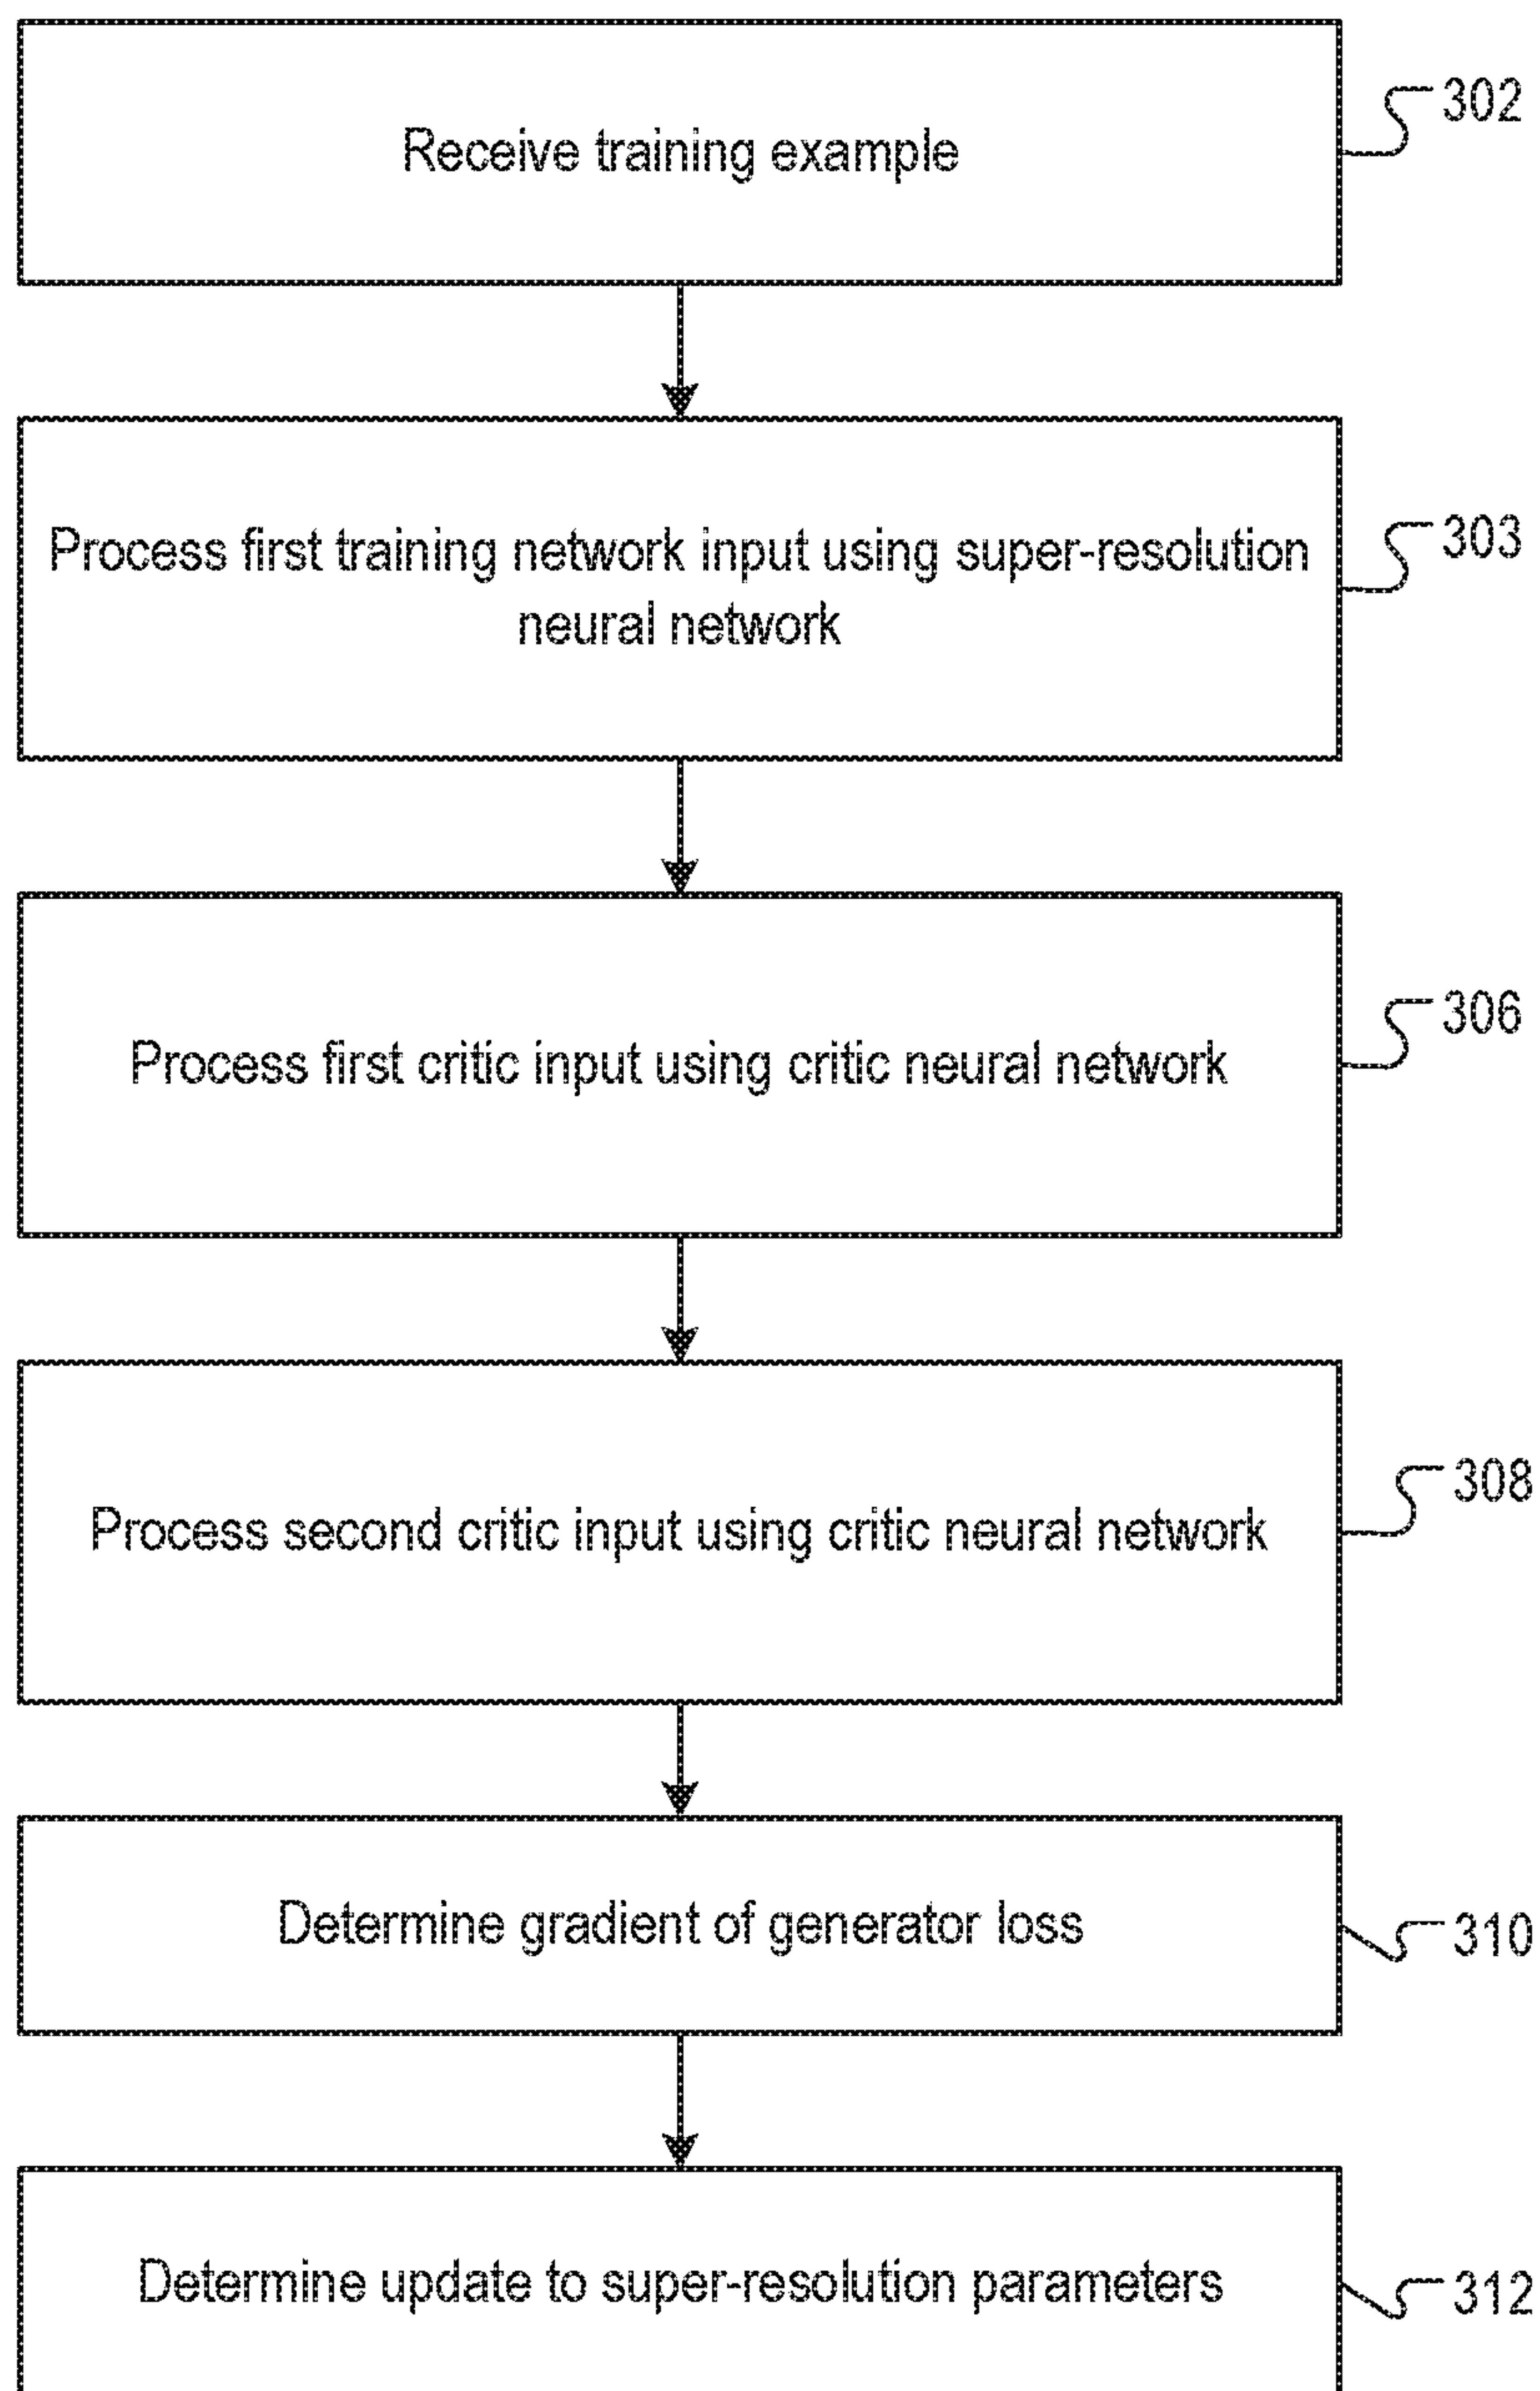 Receive training example
302
Process first training network input using super-resolution
neural network
303
Process first critic input using critic neural network
306
Process second critic input using critic neural network
308
Determine gradient of generator loss
310
Determine update to super-resolution parameters
312